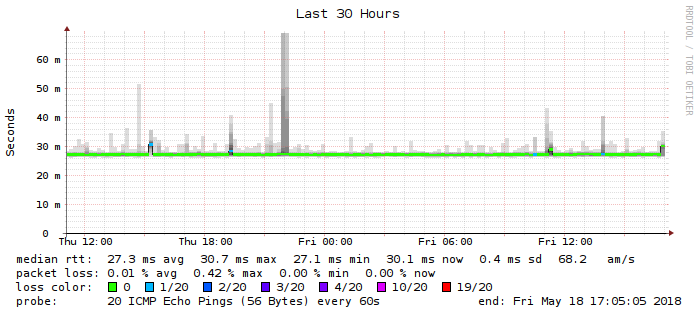 Last 30 Hours
RRDTOOL / TOBI OETIKER
Seconds
60 m
50 m
40 m
30 m
20 m
10 m
0
Thu 12:00 Thu 18:00 Fri 00:00 Fri 06:00 Fri 12:00
median rtt: 27.3 ms avg 30.7 ms max 27.1 ms min 30.1 ms now 0.4 ms sd 68.2 am/s
packet loss: 0.01 % avg 0.42 % max 0.00 % min 0.00 % now
loss color: 0 1/20 2/20 3/20 4/20 10/20 19/20
probe: 20 ICMP Echo Pings (56 Bytes) every 60s end: Fri May 18 17:05:05 2018